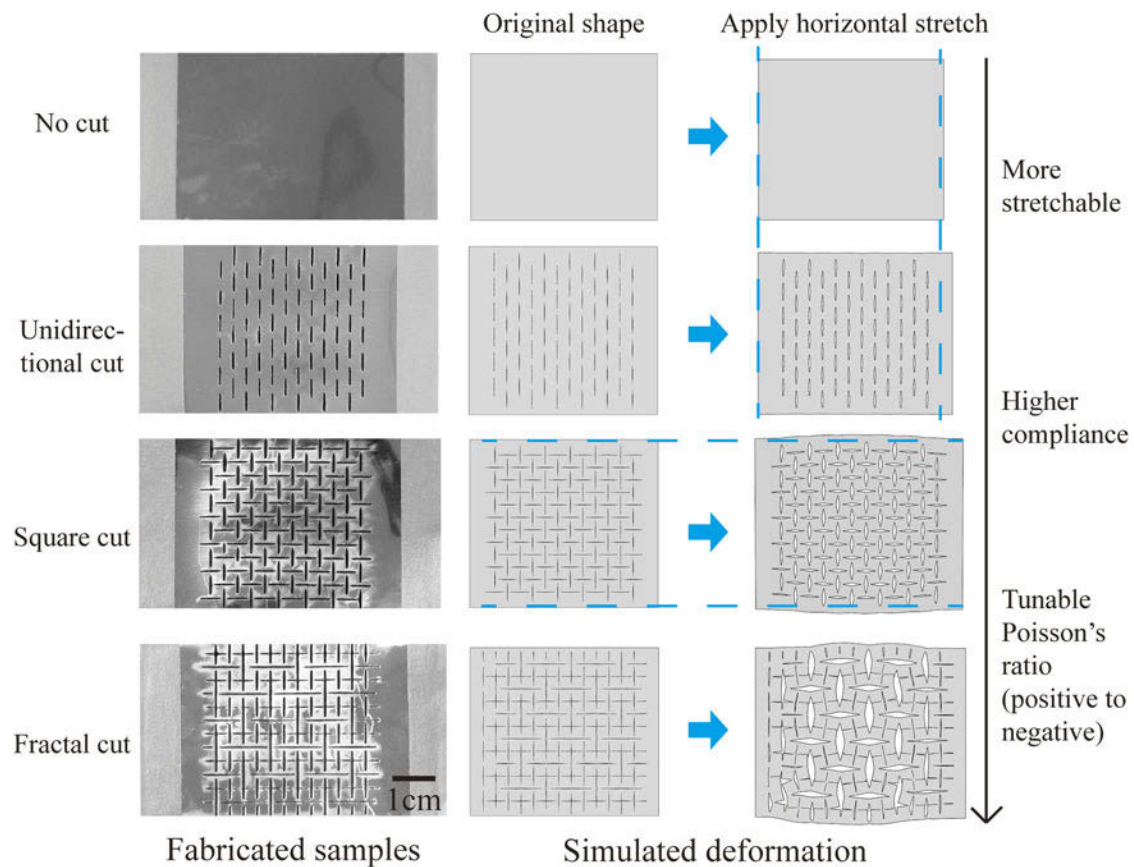 Original shape
Apply horizontal stretch
No cut
More
stretchable
Unidirec-
tional cut
Higher
compliance
Square cut
Tunable
Poisson's
ratio
(positive to
negative)
Fractal cut
1cm
Fabricated samples
Simulated deformation